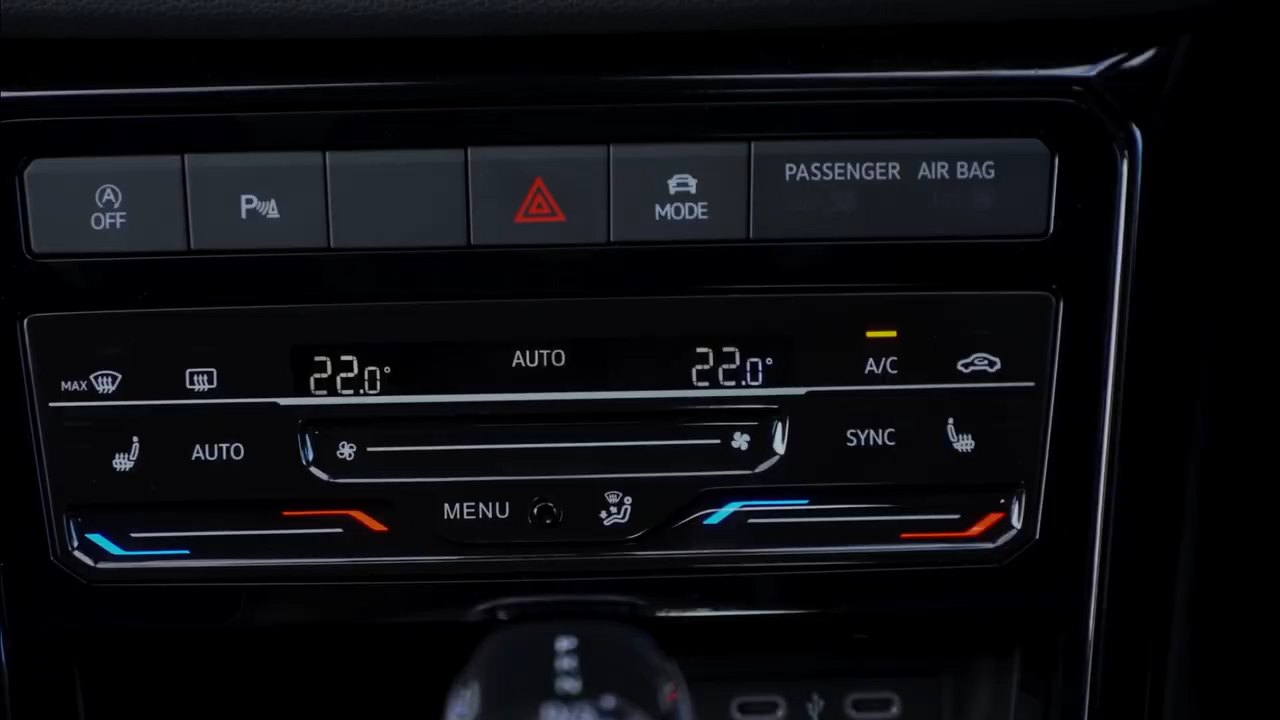 A OFF
P
MODE
PASSENGER AIR BAG
MAX
22.0°
AUTO
22.0°
A/C
AUTO
SYNC
MENU